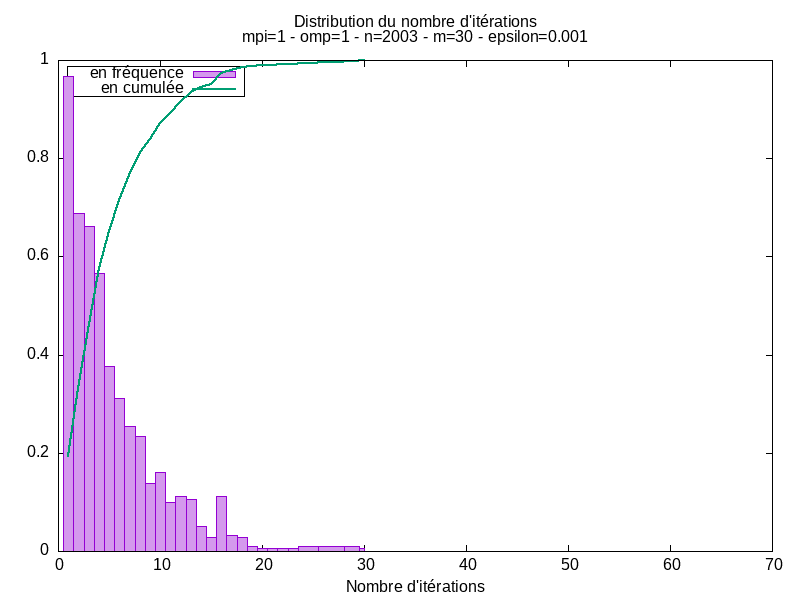 Distribution du nombre d'itérations
mpi=1 - omp=1 - n=2003 - m=30 - epsilon=0.001
en fréquence
en cumulée
1
0.8
0.6
0.4
0.2
0
0 10 20 30 40 50 60 70
Nombre d'itérations